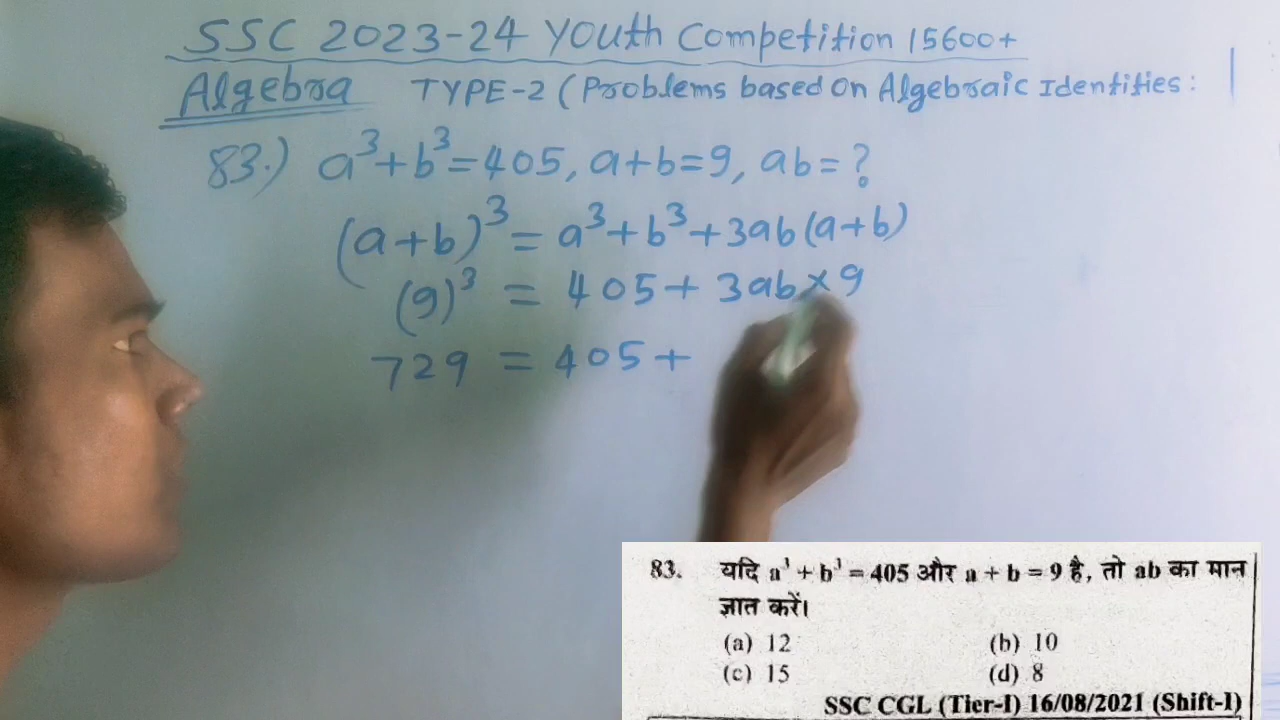 SSC 2023-24 Youth Competition 15600+
Algebra TYPE-2 (Problems based on Algebraic Identities:
83.) a³+b³=405, a+b=9, ab=?
(a+b)³ = a³+b³+3ab(a+b)
(9)³ = 405+ 3ab×9
729 = 405+
83. यदि a³ + b³ = 405 और a + b = 9 है, तो ab का मान
ज्ञात करें।
(a) 12 (b) 10
(c) 15 (d) 8
SSC CGL (Tier-I) 16/08/2021 (Shift-I)